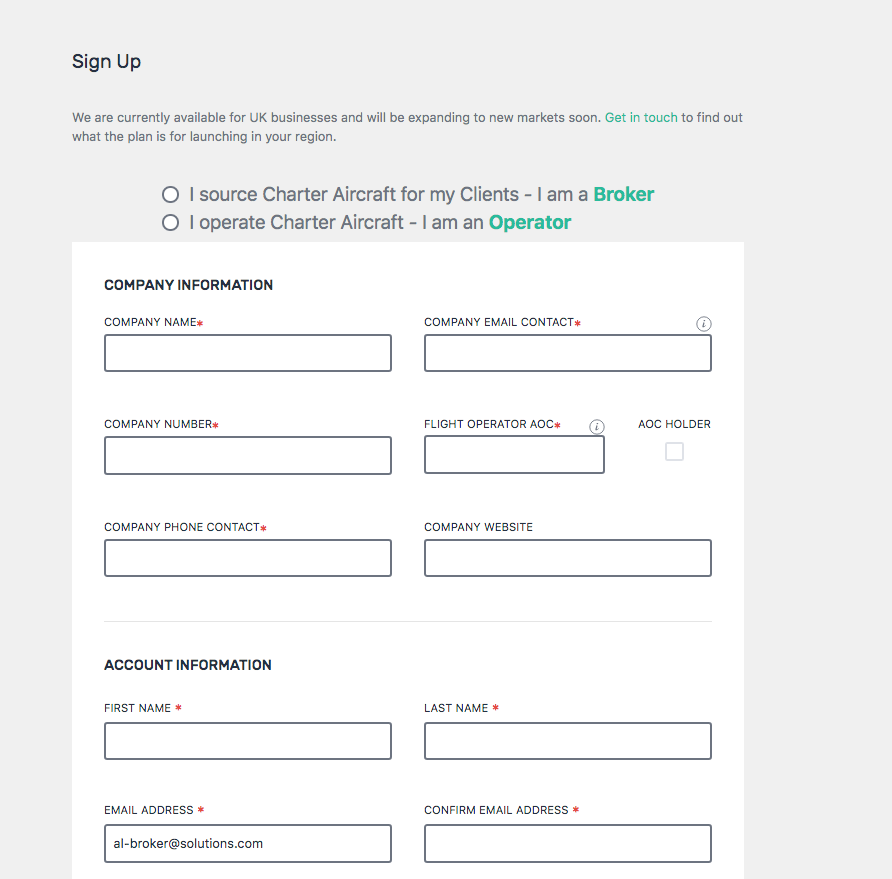 Sign Up
We are currently available for UK businesses and will be expanding to new markets soon. Get in touch to find out
what the plan is for launching in your region.
I source Charter Aircraft for my Clients - I am a Broker
I operate Charter Aircraft - I am an Operator
COMPANY INFORMATION
COMPANY NAME* COMPANY EMAIL CONTACT* i
COMPANY NUMBER* FLIGHT OPERATOR AOC* i AOC HOLDER
COMPANY PHONE CONTACT* COMPANY WEBSITE
ACCOUNT INFORMATION
FIRST NAME * LAST NAME *
EMAIL ADDRESS * CONFIRM EMAIL ADDRESS *
al-broker@solutions.com